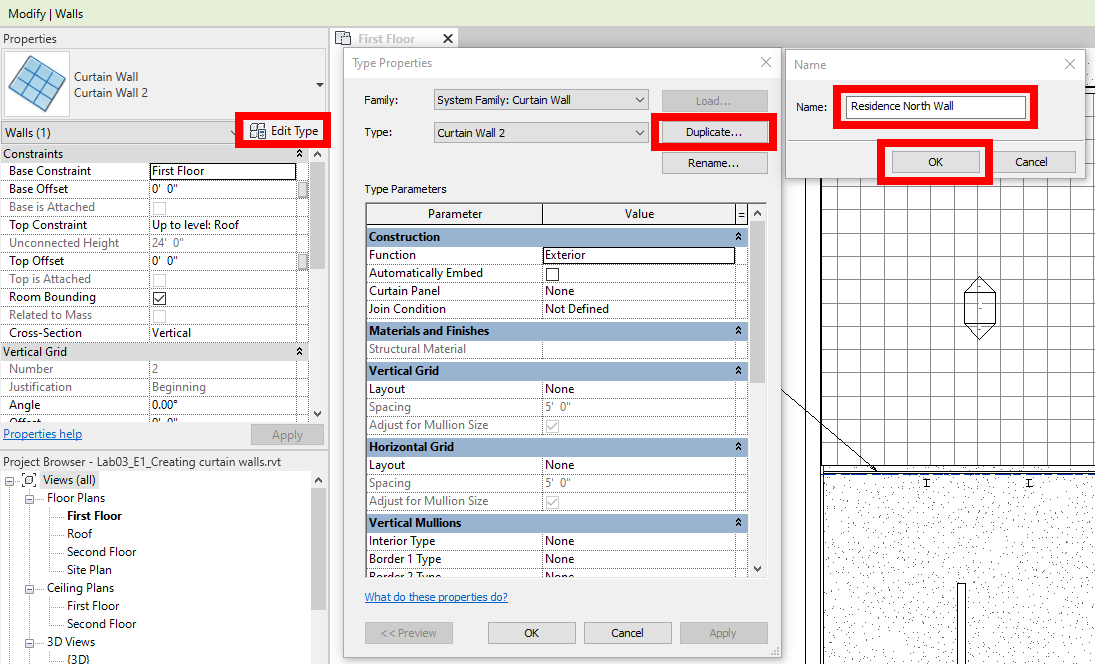 Modify | Walls
Properties
Curtain Wall
Curtain Wall 2
Walls (1)
Edit Type
Constraints
Base Constraint First Floor
Base Offset 0' 0"
Base is Attached
Top Constraint Up to level: Roof
Unconnected Height 24' 0"
Top Offset 0' 0"
Top is Attached
Room Bounding
Related to Mass
Cross-Section Vertical
Vertical Grid
Number 2
Justification Beginning
Angle 0.00°
Offset 0' 0"
Properties help
Apply
Project Browser - Lab03_E1_Creating curtain walls.rvt
Views (all)
Floor Plans
First Floor
Roof
Second Floor
Site Plan
Ceiling Plans
First Floor
Second Floor
3D Views
{3D}
First Floor
Type Properties
Family: System Family: Curtain Wall Load...
Type: Curtain Wall 2 Duplicate...
Rename...
Type Parameters
Parameter Value =
Construction
Function Exterior
Automatically Embed
Curtain Panel None
Join Condition Not Defined
Materials and Finishes
Structural Material
Vertical Grid
Layout None
Spacing 5' 0"
Adjust for Mullion Size
Horizontal Grid
Layout None
Spacing 5' 0"
Adjust for Mullion Size
Vertical Mullions
Interior Type None
Border 1 Type None
Border 2 Type None
What do these properties do?
<< Preview OK Cancel Apply
Name
Name: Residence North Wall
OK Cancel